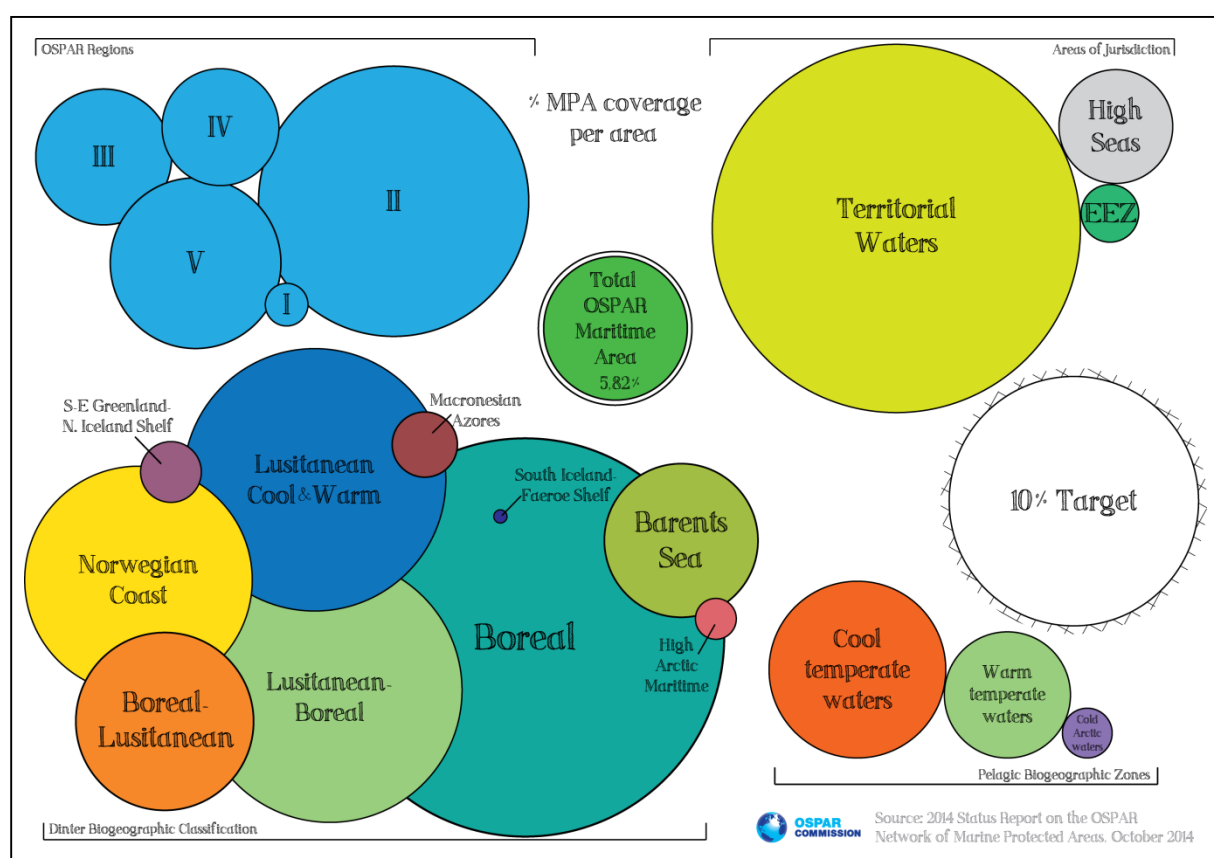 OSPAR Regions
Areas of Jurisdiction
% MPA coverage
per area
III
IV
II
V
I
Territorial
Waters
High
Seas
EEZ
Total
OSPAR
Maritime
Area
5.82%
S-E Greenland-
N. Iceland Shelf
Macronesian
Azores
Lusitanean
Cool & Warm
South Iceland-
Faeroe Shelf
Barents
Sea
10% Target
Norwegian
Coast
Boreal
High
Arctic
Maritime
Lusitanean-
Boreal
Boreal-
Lusitanean
Cool
temperate
waters
Warm
temperate
waters
Cold
Arctic
waters
Pelagic Biogeographic Zones
Dinter Biogeographic Classification
OSPAR
COMMISSION
Source: 2014 Status Report on the OSPAR
Network of Marine Protected Areas. October 2014